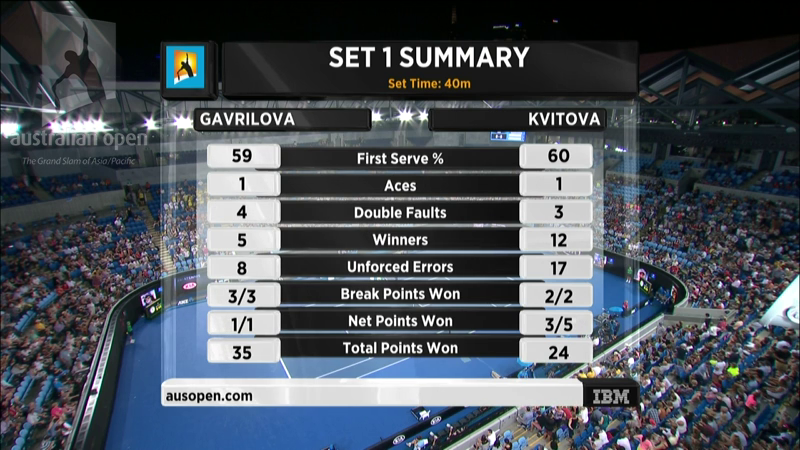 SET 1 SUMMARY
Set Time: 40m
GAVRILOVA KVITOVA
59 First Serve % 60
1 Aces 1
4 Double Faults 3
5 Winners 12
8 Unforced Errors 17
3/3 Break Points Won 2/2
1/1 Net Points Won 3/5
35 Total Points Won 24
ausopen.com IBM
australian open
The Grand Slam of Asia/Pacific